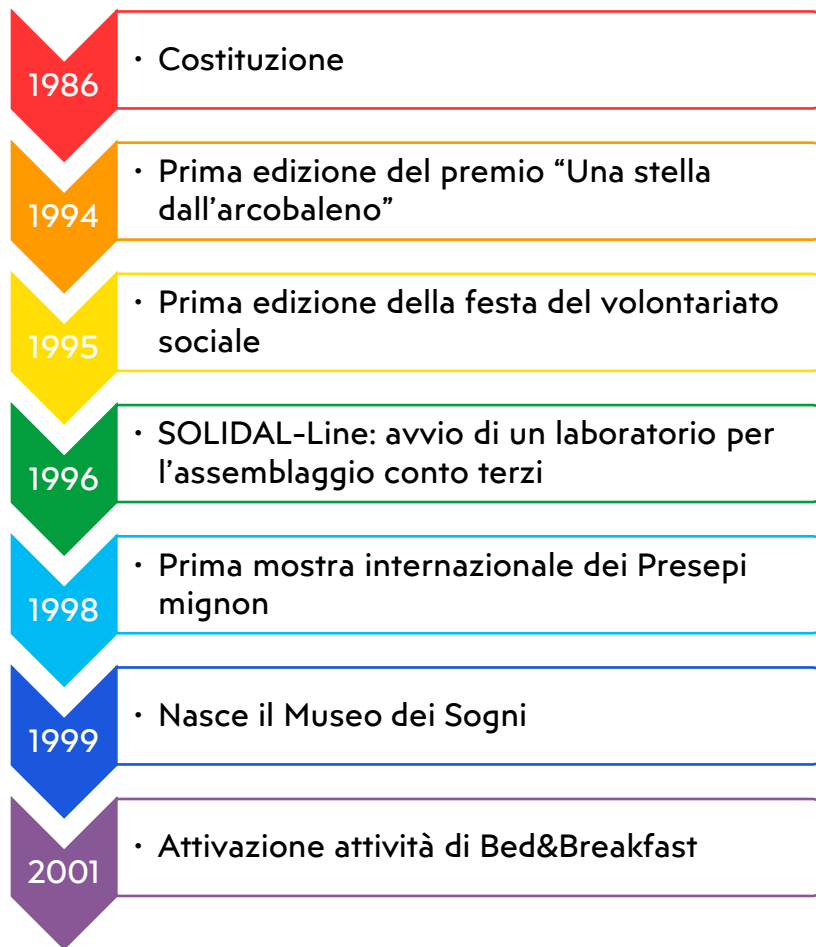 1986
· Costituzione
1994
· Prima edizione del premio “Una stella
dall’arcobaleno”
1995
· Prima edizione della festa del volontariato
sociale
1996
· SOLIDAL-Line: avvio di un laboratorio per
l’assemblaggio conto terzi
1998
· Prima mostra internazionale dei Presepi
mignon
1999
· Nasce il Museo dei Sogni
2001
· Attivazione attività di Bed&Breakfast